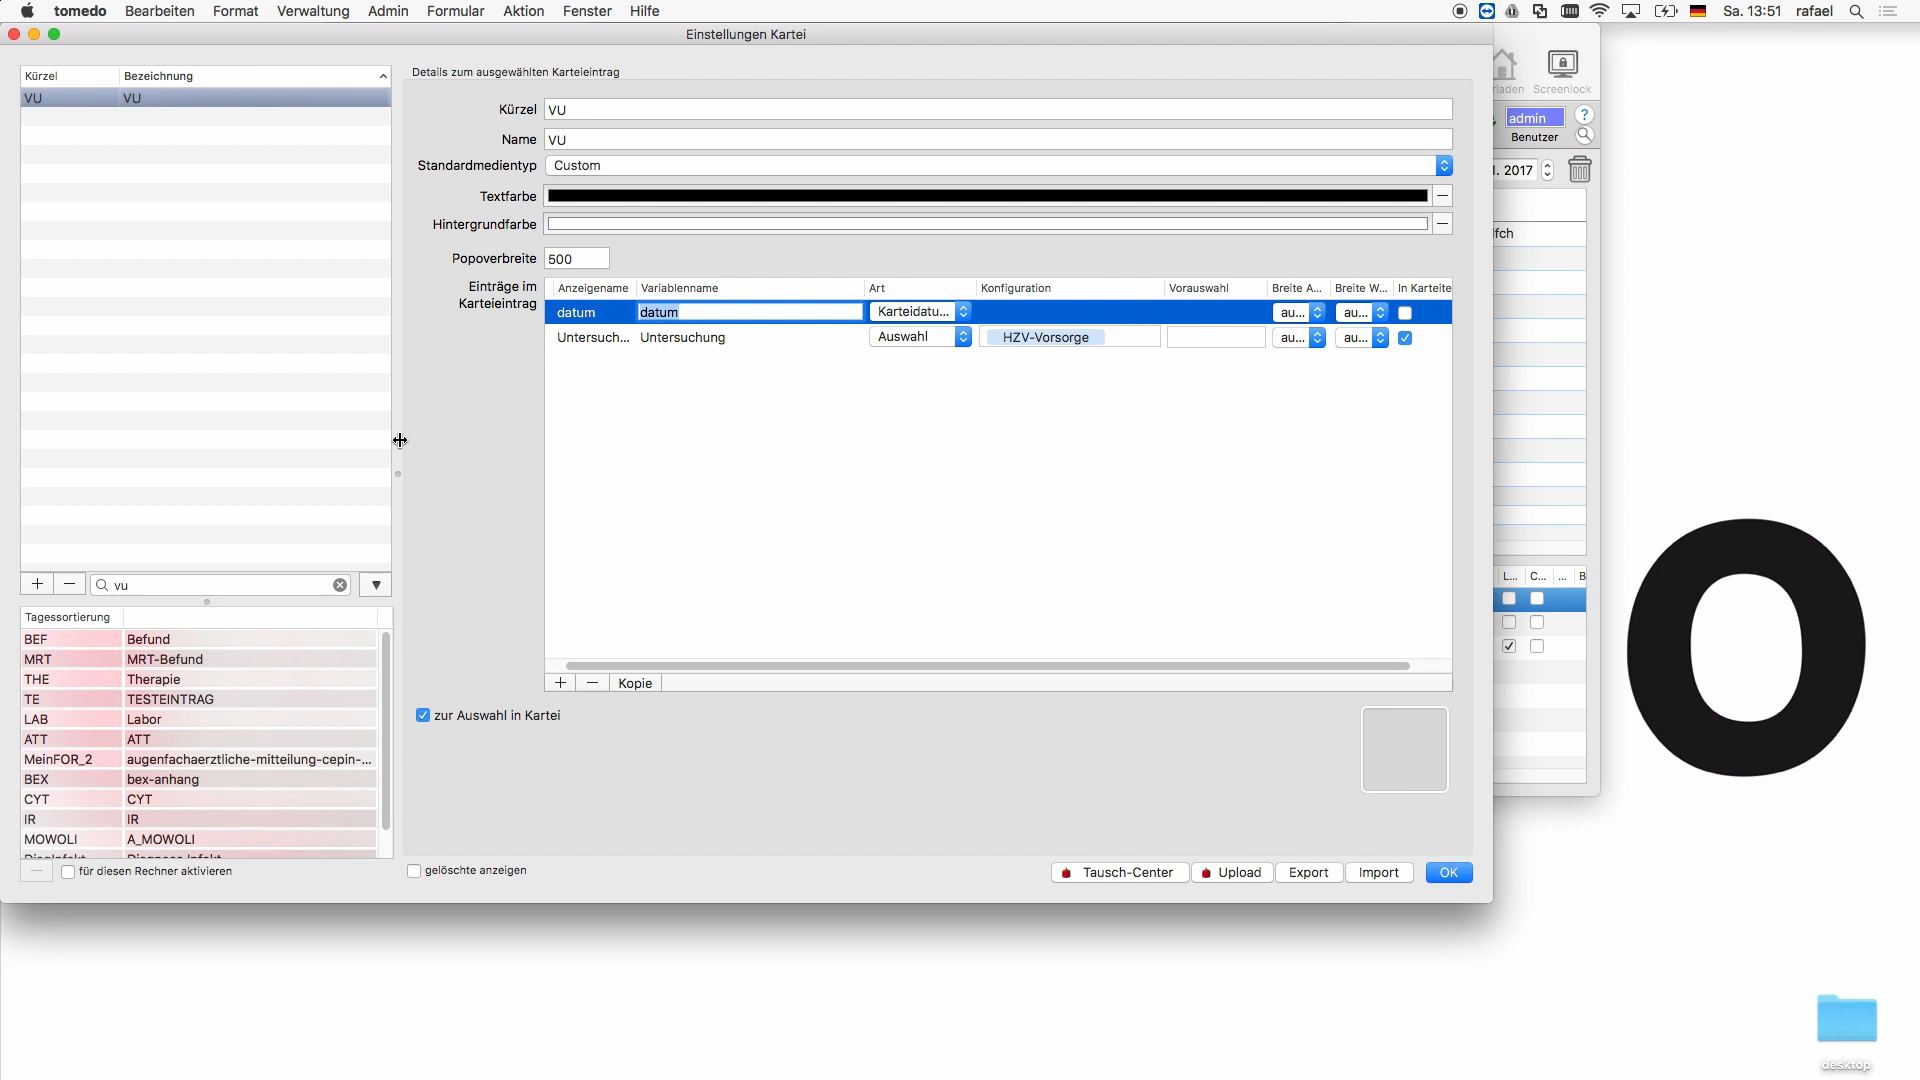 tomedo Bearbeiten Format Verwaltung Admin Formular Aktion Fenster Hilfe Sa. 13:51 rafael
Einstellungen Kartei
Kürzel Bezeichnung
VU VU
Details zum ausgewählten Karteieintrag
Kürzel VU
Name VU
Standardmedientyp Custom
Textfarbe
Hintergrundfarbe
Popoverbreite 500
Einträge im
Karteieintrag
Anzeigename Variablenname Art Konfiguration Vorauswahl Breite A... Breite W... In Karteite
datum datum Karteidatu... au... au...
Untersuch... Untersuchung Auswahl HZV-Vorsorge au... au...
+ − Kopie
zur Auswahl in Kartei
+ − vu
Tagessortierung
BEF Befund
MRT MRT-Befund
THE Therapie
TE TESTEINTRAG
LAB Labor
ATT ATT
MeinFOR_2 augenfachaerztliche-mitteilung-cepin-...
BEX bex-anhang
CYT CYT
IR IR
MOWOLI A_MOWOLI
für diesen Rechner aktivieren
gelöschte anzeigen
Tausch-Center Upload Export Import OK
rladen Screenlock
admin ?
Benutzer
. 2017
lfch
L... C... ... B
O
desktop